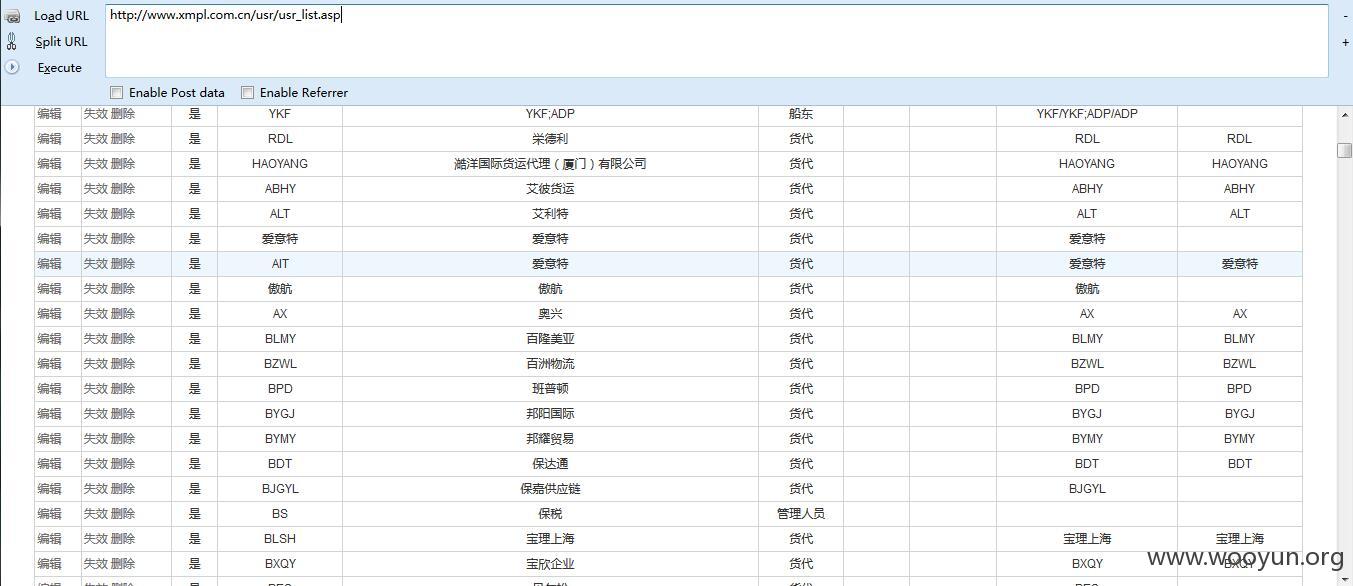 Load URL http://www.xmpl.com.cn/usr/usr_list.asp -
Split URL +
Execute
Enable Post data Enable Referrer
编辑 失效 删除 是 YKF YKF;ADP 船东 YKF/YKF;ADP/ADP
编辑 失效 删除 是 RDL 荣德利 货代 RDL RDL
编辑 失效 删除 是 HAOYANG 澔洋国际货运代理（厦门）有限公司 货代 HAOYANG HAOYANG
编辑 失效 删除 是 ABHY 艾彼货运 货代 ABHY ABHY
编辑 失效 删除 是 ALT 艾利特 货代 ALT ALT
编辑 失效 删除 是 爱意特 爱意特 货代 爱意特
编辑 失效 删除 是 AIT 爱意特 货代 爱意特 爱意特
编辑 失效 删除 是 傲航 傲航 货代 傲航
编辑 失效 删除 是 AX 奥兴 货代 AX AX
编辑 失效 删除 是 BLMY 百隆美亚 货代 BLMY BLMY
编辑 失效 删除 是 BZWL 百洲物流 货代 BZWL BZWL
编辑 失效 删除 是 BPD 班普顿 货代 BPD BPD
编辑 失效 删除 是 BYGJ 邦阳国际 货代 BYGJ BYGJ
编辑 失效 删除 是 BYMY 邦耀贸易 货代 BYMY BYMY
编辑 失效 删除 是 BDT 保达通 货代 BDT BDT
编辑 失效 删除 是 BJGYL 保嘉供应链 货代 BJGYL
编辑 失效 删除 是 BS 保税 管理人员
编辑 失效 删除 是 BLSH 宝理上海 货代 宝理上海 宝理上海
编辑 失效 删除 是 BXQY 宝欣企业 货代 BXQY BXQY
www.wooyun.org